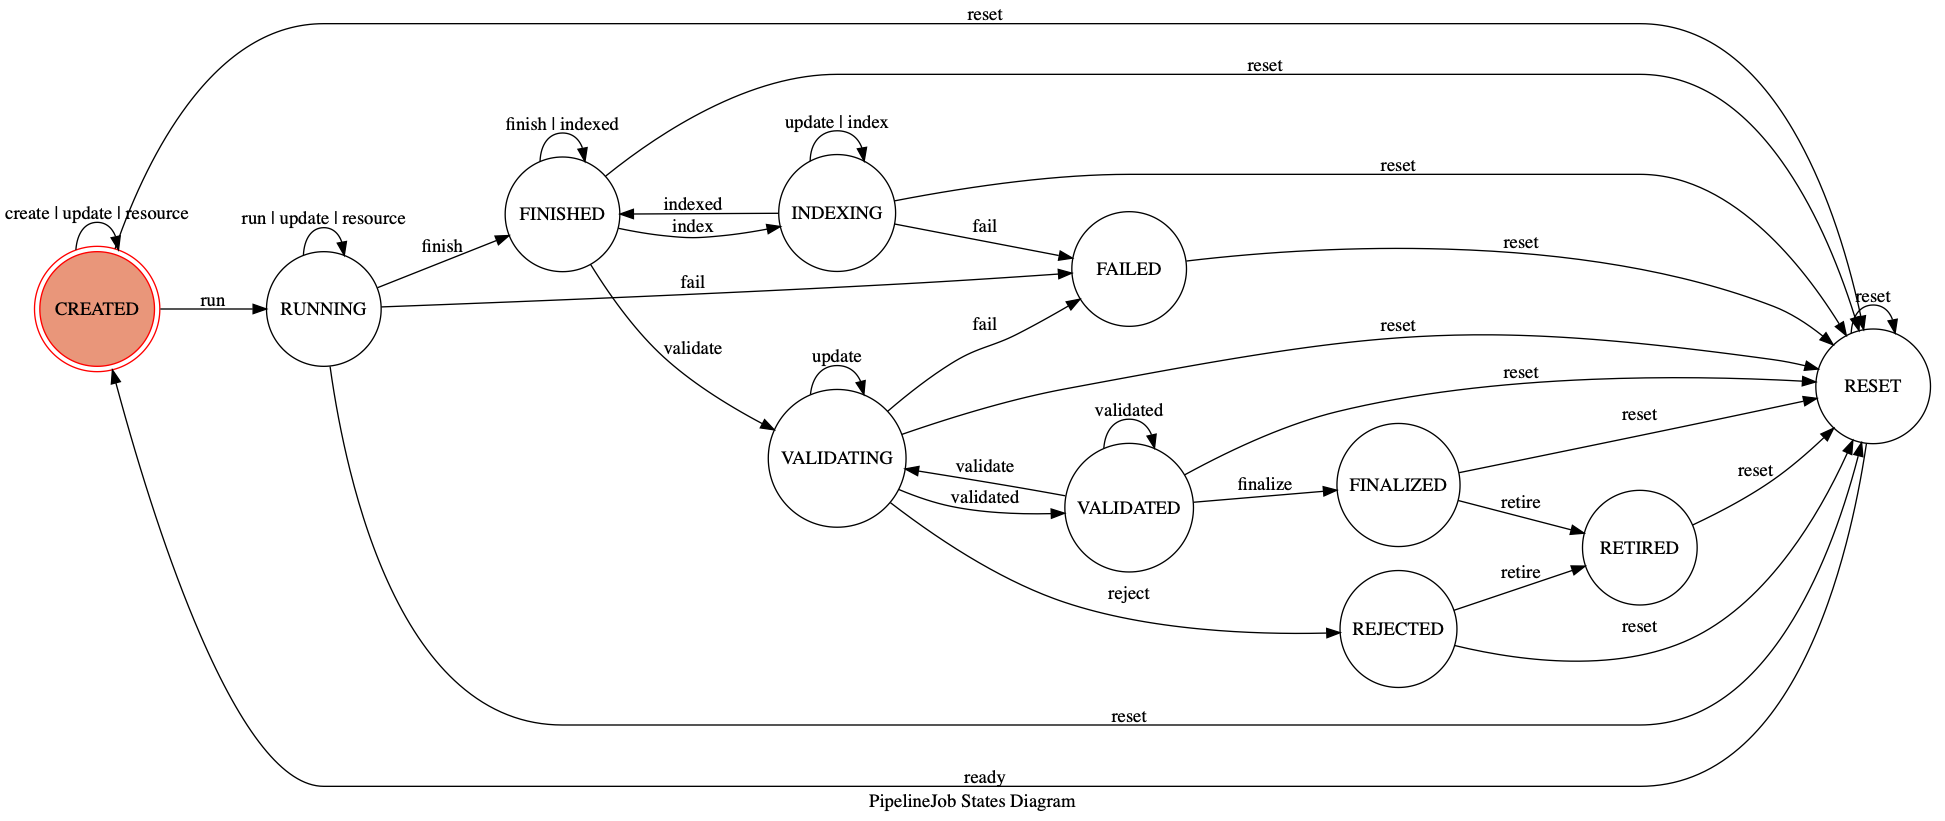 reset
reset
finish | indexed
update | index
reset
create | update | resource
run | update | resource
FINISHED
indexed
index
INDEXING
fail
finish
FAILED
reset
fail
reset
CREATED
run
RUNNING
fail
reset
validate
update
reset
RESET
validated
reset
VALIDATING
validate
validated
VALIDATED
finalize
FINALIZED
reset
retire
RETIRED
retire
reject
REJECTED
reset
reset
ready
PipelineJob States Diagram